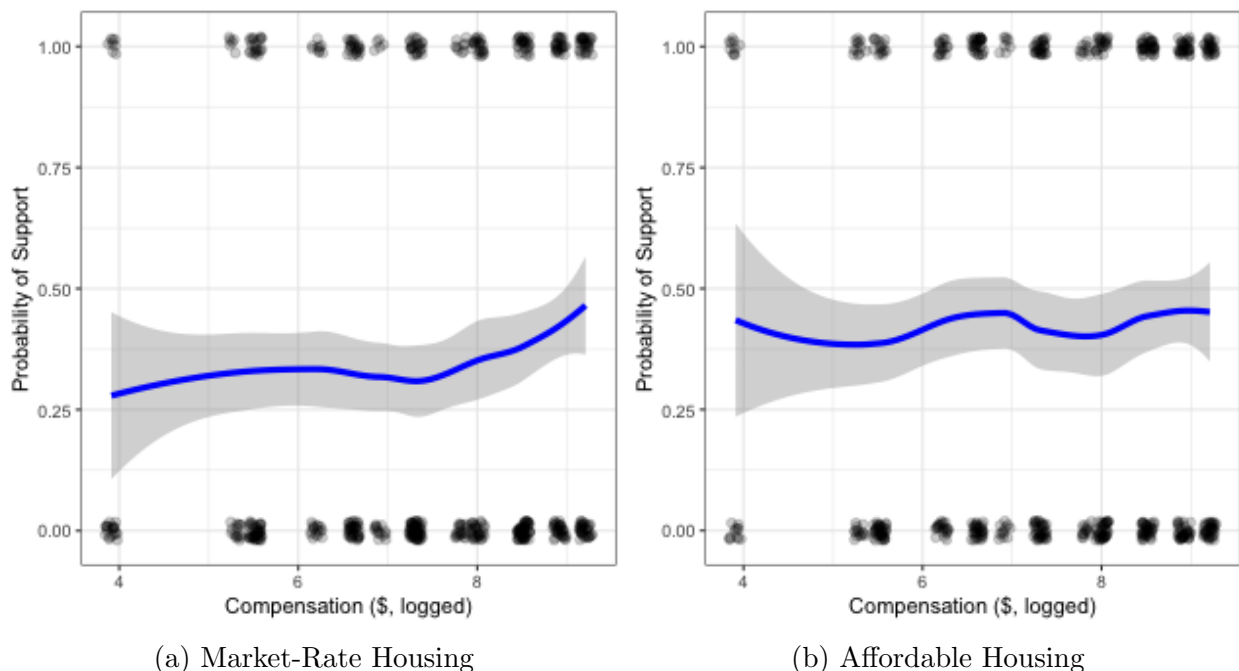 1.00
0.75
0.50
0.25
0.00
Probability of Support
4
6
8
Compensation ($, logged)
(a) Market-Rate Housing
1.00
0.75
0.50
0.25
0.00
Probability of Support
4
6
8
Compensation ($, logged)
(b) Affordable Housing